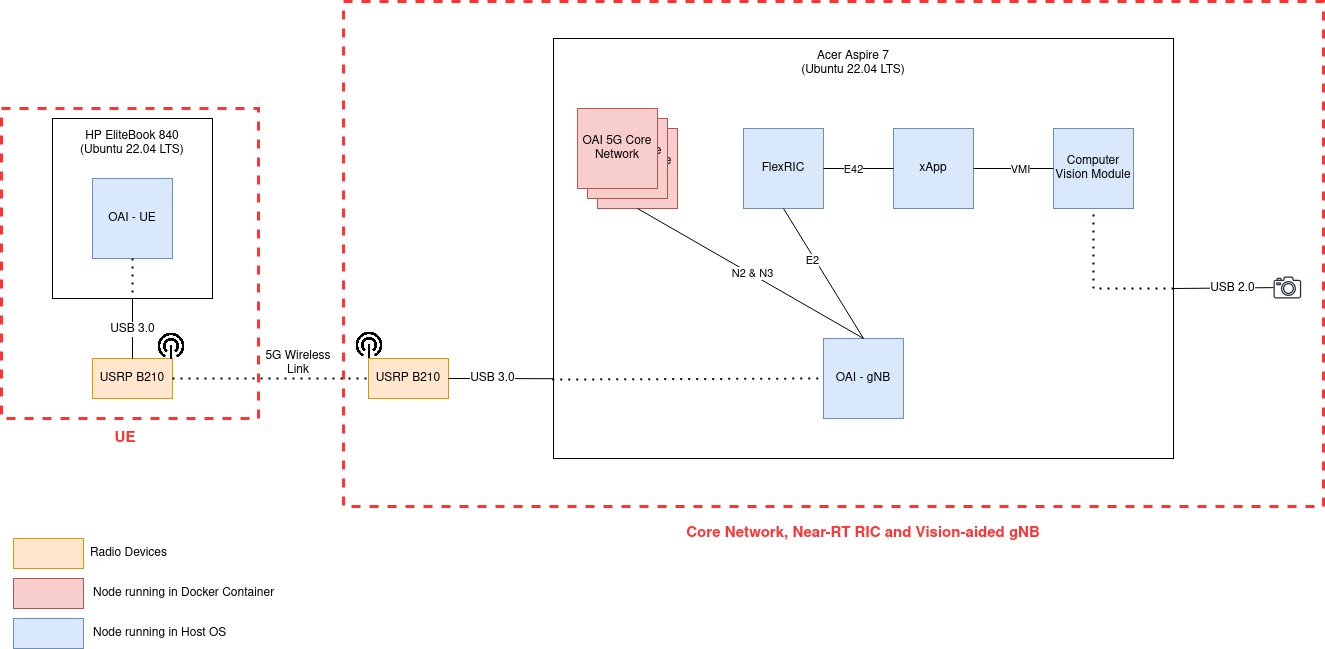 Acer Aspire 7
(Ubuntu 22.04 LTS)
HP EliteBook 840
(Ubuntu 22.04 LTS)
OAI - UE
USB 3.0
USRP B210
5G Wireless
Link
USRP B210
USB 3.0
OAI 5G Core
Network
e
e
FlexRIC
E42
xApp
VMI
Computer
Vision Module
N2 & N3
E2
USB 2.0
OAI - gNB
UE
Core Network, Near-RT RIC and Vision-aided gNB
Radio Devices
Node running in Docker Container
Node running in Host OS